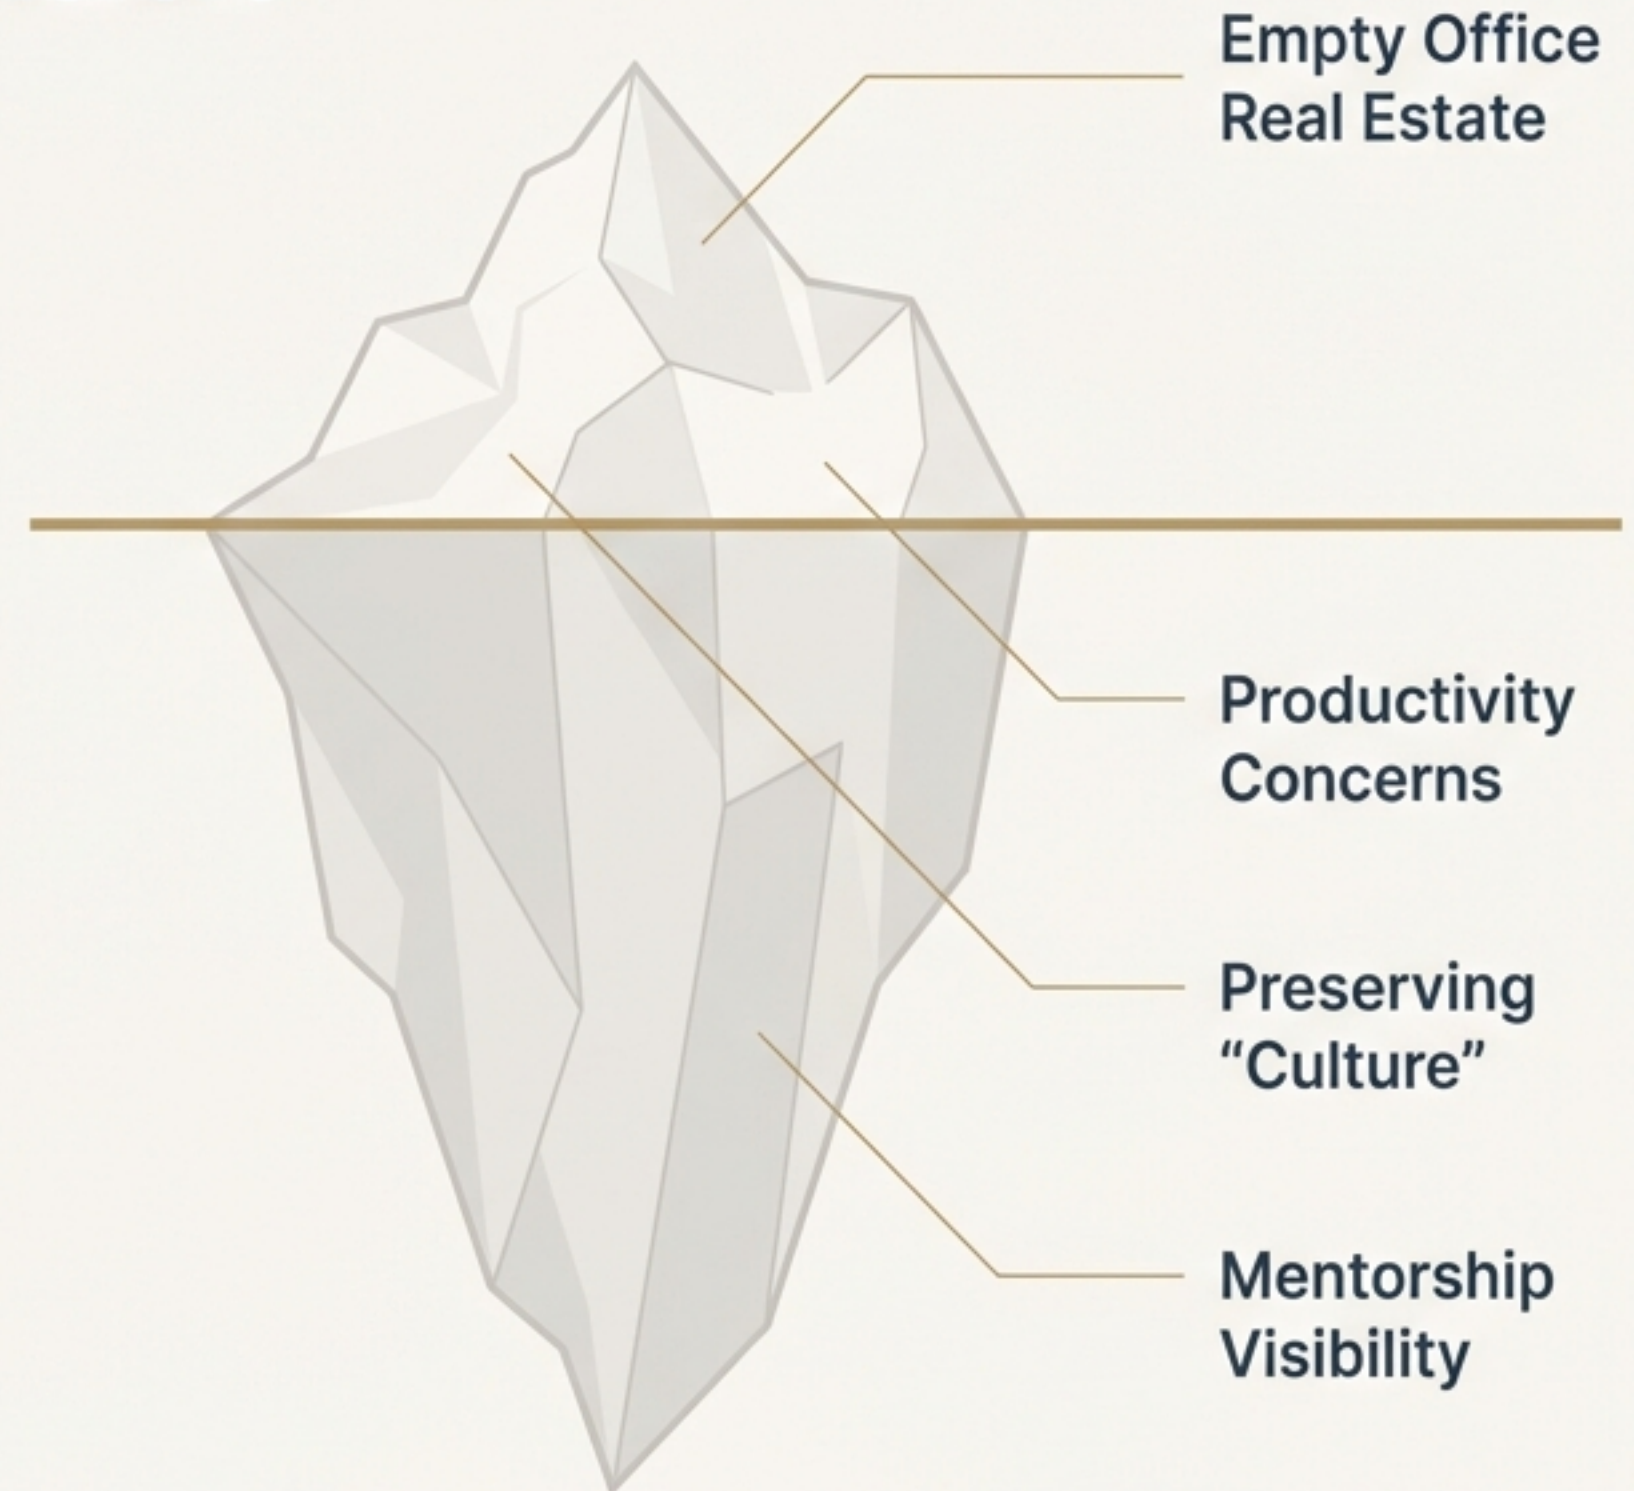 Empty Office
Real Estate
Productivity
Concerns
Preserving
“Culture”
Mentorship
Visibility